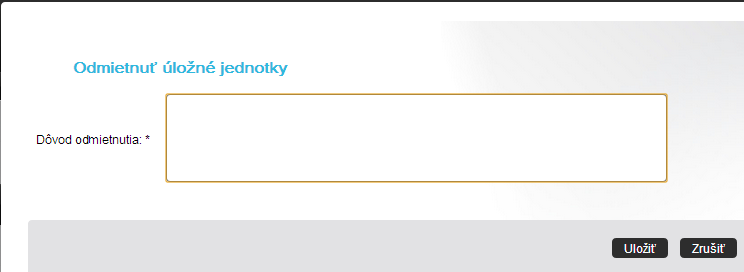 Odmietnuť úložné jednotky
Dôvod odmietnutia: *
Uložiť Zrušiť